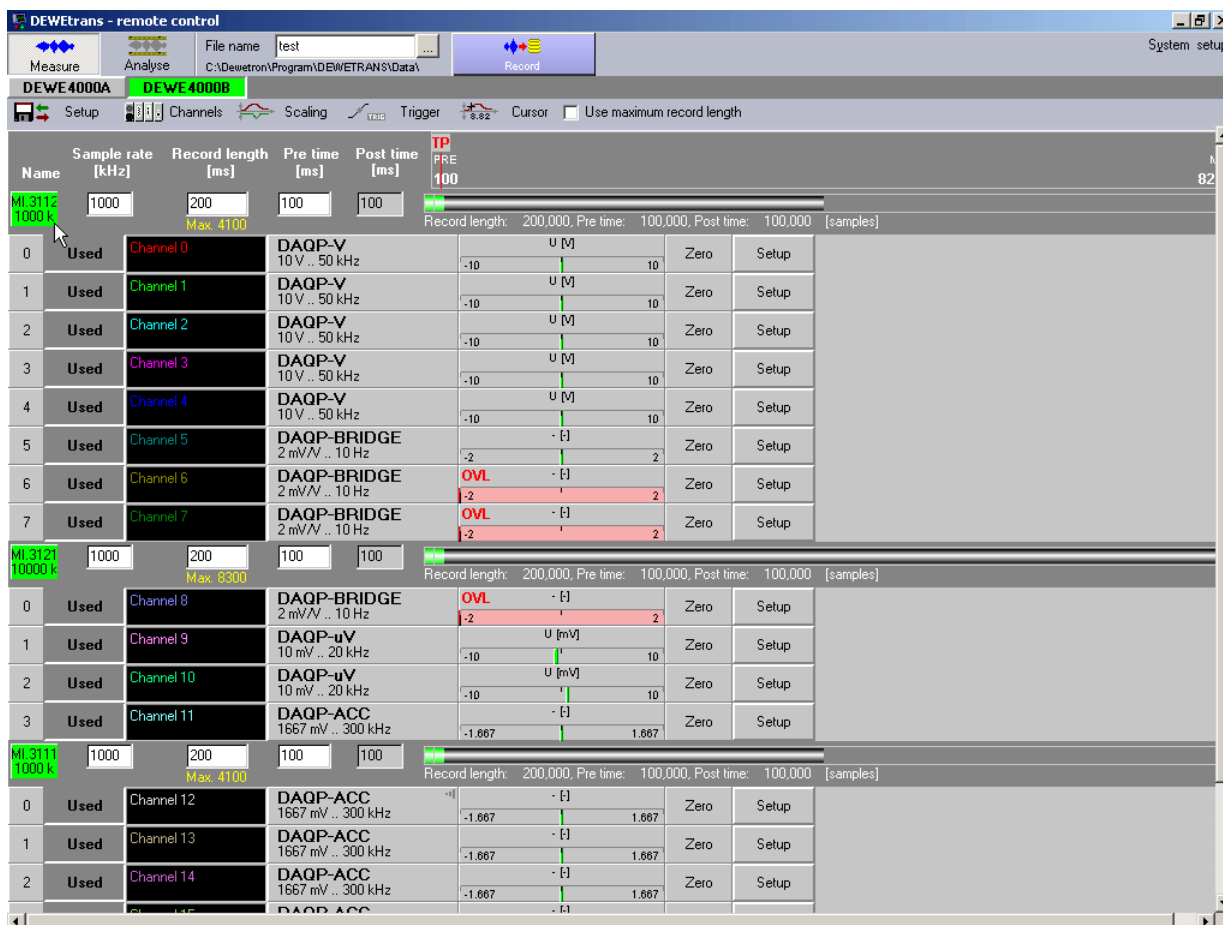 DEWEtrans - remote control
Measure Analyse File name test ... Record System setup
C:\Dewetron\Program\DEWETRANS\Data\
DEWE4000A DEWE4000B
Setup Channels Scaling TRIG Trigger 8.82 Cursor Use maximum record length
Name Sample rate [kHz] Record length [ms] Pre time [ms] Post time [ms] TP PRE 100 82
MI.3112 1000 k 1000 200 100 100
Max. 4100 Record length: 200,000, Pre time: 100,000, Post time: 100,000 [samples]
0 Used Channel 0 DAQP-V 10 V .. 50 kHz U [V] -10 10 Zero Setup
1 Used Channel 1 DAQP-V 10 V .. 50 kHz U [V] -10 10 Zero Setup
2 Used Channel 2 DAQP-V 10 V .. 50 kHz U [V] -10 10 Zero Setup
3 Used Channel 3 DAQP-V 10 V .. 50 kHz U [V] -10 10 Zero Setup
4 Used Channel 4 DAQP-V 10 V .. 50 kHz U [V] -10 10 Zero Setup
5 Used Channel 5 DAQP-BRIDGE 2 mV/V .. 10 Hz - [-] -2 2 Zero Setup
6 Used Channel 6 DAQP-BRIDGE 2 mV/V .. 10 Hz OVL - [-] -2 2 Zero Setup
7 Used Channel 7 DAQP-BRIDGE 2 mV/V .. 10 Hz OVL - [-] -2 2 Zero Setup
MI.3121 10000 k 1000 200 100 100
Max. 8300 Record length: 200,000, Pre time: 100,000, Post time: 100,000 [samples]
0 Used Channel 8 DAQP-BRIDGE 2 mV/V .. 10 Hz OVL - [-] -2 2 Zero Setup
1 Used Channel 9 DAQP-uV 10 mV .. 20 kHz U [mV] -10 10 Zero Setup
2 Used Channel 10 DAQP-uV 10 mV .. 20 kHz U [mV] -10 10 Zero Setup
3 Used Channel 11 DAQP-ACC 1667 mV .. 300 kHz - [-] -1.667 1.667 Zero Setup
MI.3111 1000 k 1000 200 100 100
Max. 4100 Record length: 200,000, Pre time: 100,000, Post time: 100,000 [samples]
0 Used Channel 12 DAQP-ACC 1667 mV .. 300 kHz - [-] -1.667 1.667 Zero Setup
1 Used Channel 13 DAQP-ACC 1667 mV .. 300 kHz - [-] -1.667 1.667 Zero Setup
2 Used Channel 14 DAQP-ACC 1667 mV .. 300 kHz - [-] -1.667 1.667 Zero Setup
Channel 15 DAQP-ACC - [-]